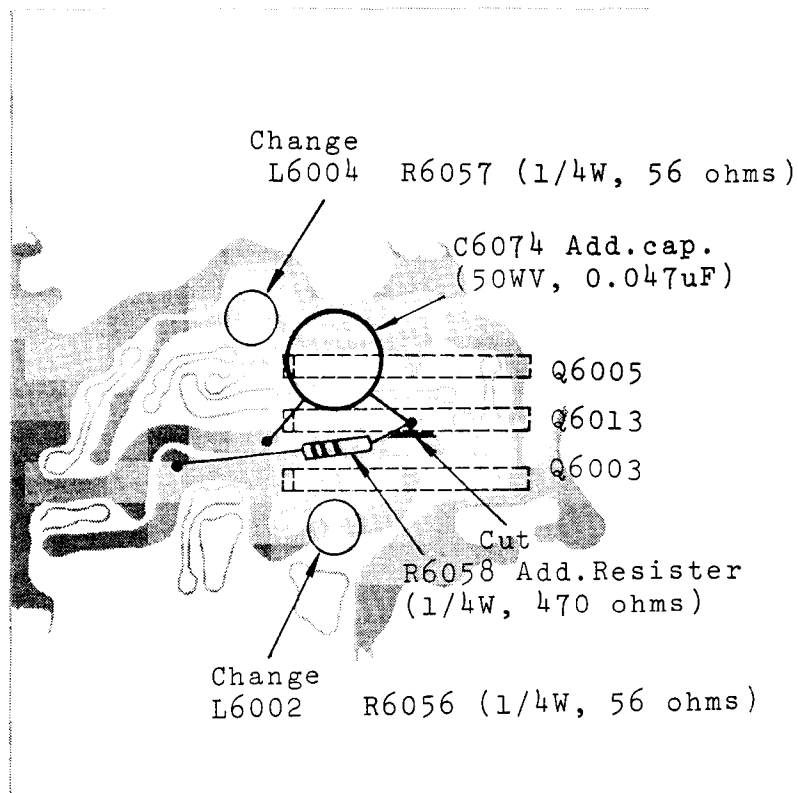 Change
L6004 R6057 (1/4W, 56 ohms)
C6074 Add.cap.
(50WV, 0.047uF)
Q6005
Q6013
Q6003
Cut
R6058 Add.Resister
(1/4W, 470 ohms)
Change
L6002 R6056 (1/4W, 56 ohms)